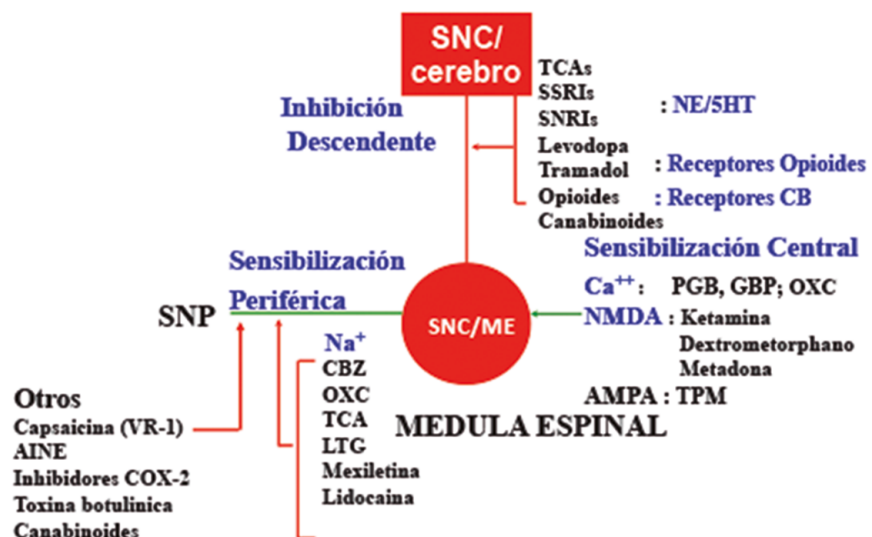 SNC/
cerebro
TCAs
SSRIs
SNRIs
: NE/5HT
Levodopa
Tramadol
: Receptores Opioides
Opioides
: Receptores CB
Canabinoides
Inhibición
Descendente
Sensibilización Central
Ca++ : PGB, GBP; OXC
NMDA : Ketamina
Dextrometorphano
Metadona
AMPA : TPM
Sensibilización
Periférica
SNP
SNC/ME
MEDULA ESPINAL
Na+
CBZ
OXC
TCA
LTG
Mexiletina
Lidocaina
Otros
Capsaicina (VR-1)
AINE
Inhibidores COX-2
Toxina botulinica
Canabinoides